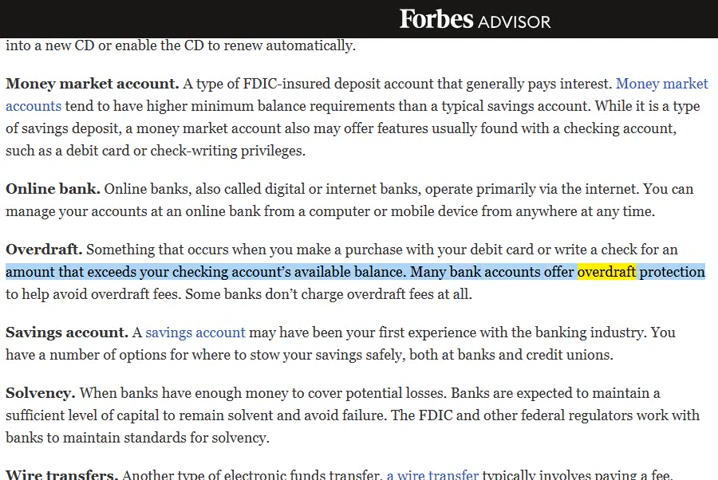 Forbes ADVISOR
into a new CD or enable the CD to renew automatically.
Money market account. A type of FDIC-insured deposit account that generally pays interest. Money market
accounts tend to have higher minimum balance requirements than a typical savings account. While it is a type
of savings deposit, a money market account also may offer features usually found with a checking account,
such as a debit card or check-writing privileges.
Online bank. Online banks, also called digital or internet banks, operate primarily via the internet. You can
manage your accounts at an online bank from a computer or mobile device from anywhere at any time.
Overdraft. Something that occurs when you make a purchase with your debit card or write a check for an
amount that exceeds your checking account’s available balance. Many bank accounts offer overdraft protection
to help avoid overdraft fees. Some banks don’t charge overdraft fees at all.
Savings account. A savings account may have been your first experience with the banking industry. You
have a number of options for where to stow your savings safely, both at banks and credit unions.
Solvency. When banks have enough money to cover potential losses. Banks are expected to maintain a
sufficient level of capital to remain solvent and avoid failure. The FDIC and other federal regulators work with
banks to maintain standards for solvency.
Wire transfers. Another type of electronic funds transfer, a wire transfer typically involves paying a fee.